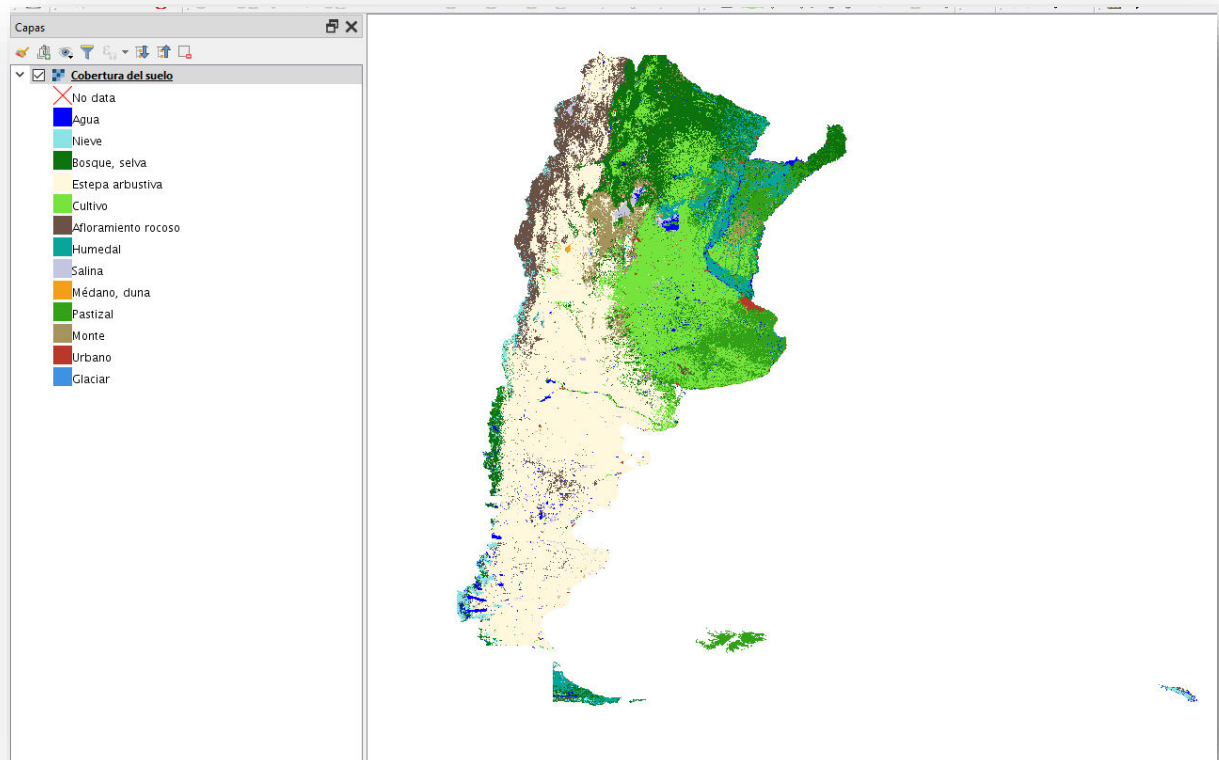 Capas
Cobertura del suelo
No data
Agua
Nieve
Bosque, selva
Estepa arbustiva
Cultivo
Afloramiento rocoso
Humedal
Salina
Médano, duna
Pastizal
Monte
Urbano
Glaciar